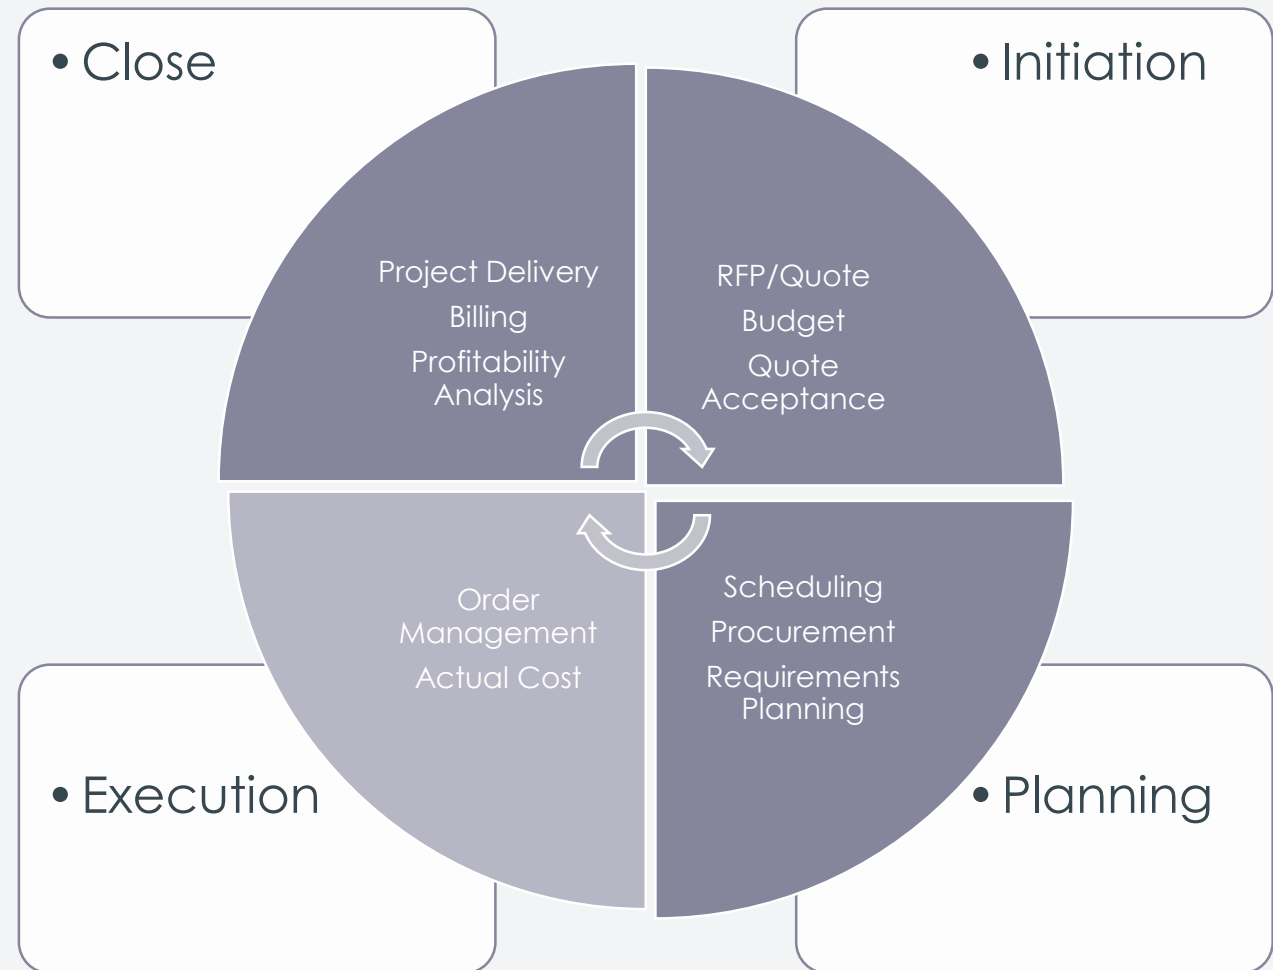 • Close
• Initiation
Project Delivery
Billing
Profitability
Analysis
RFP/Quote
Budget
Quote
Acceptance
Order
Management
Actual Cost
Scheduling
Procurement
Requirements
Planning
• Execution
• Planning